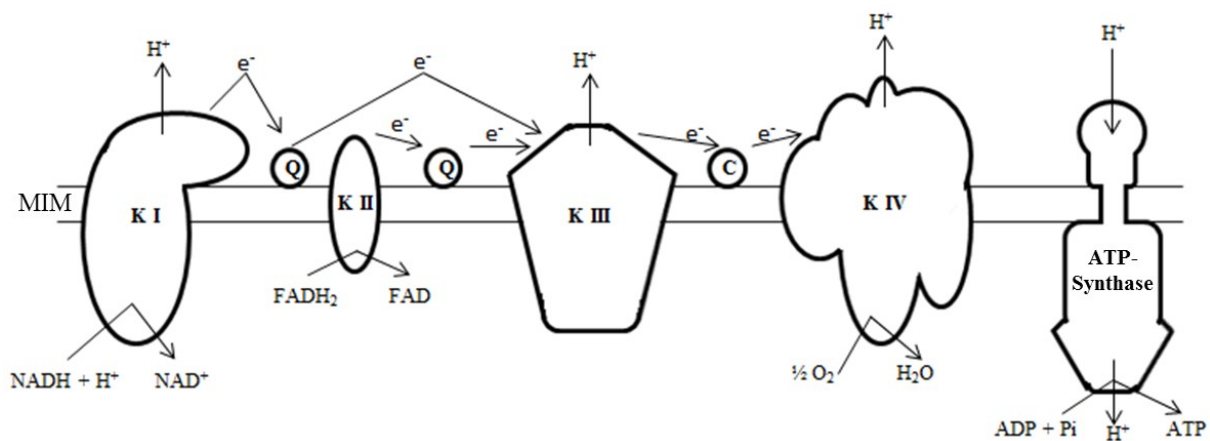 H⁺
e⁻
e⁻
H⁺
H⁺
H⁺
e⁻
e⁻
e⁻
e⁻
Q
Q
C
MIM
K I
K II
K III
K IV
ATP-
Synthase
FADH₂
FAD
NADH + H⁺
NAD⁺
½ O₂
H₂O
ADP + Pi
H⁺
ATP